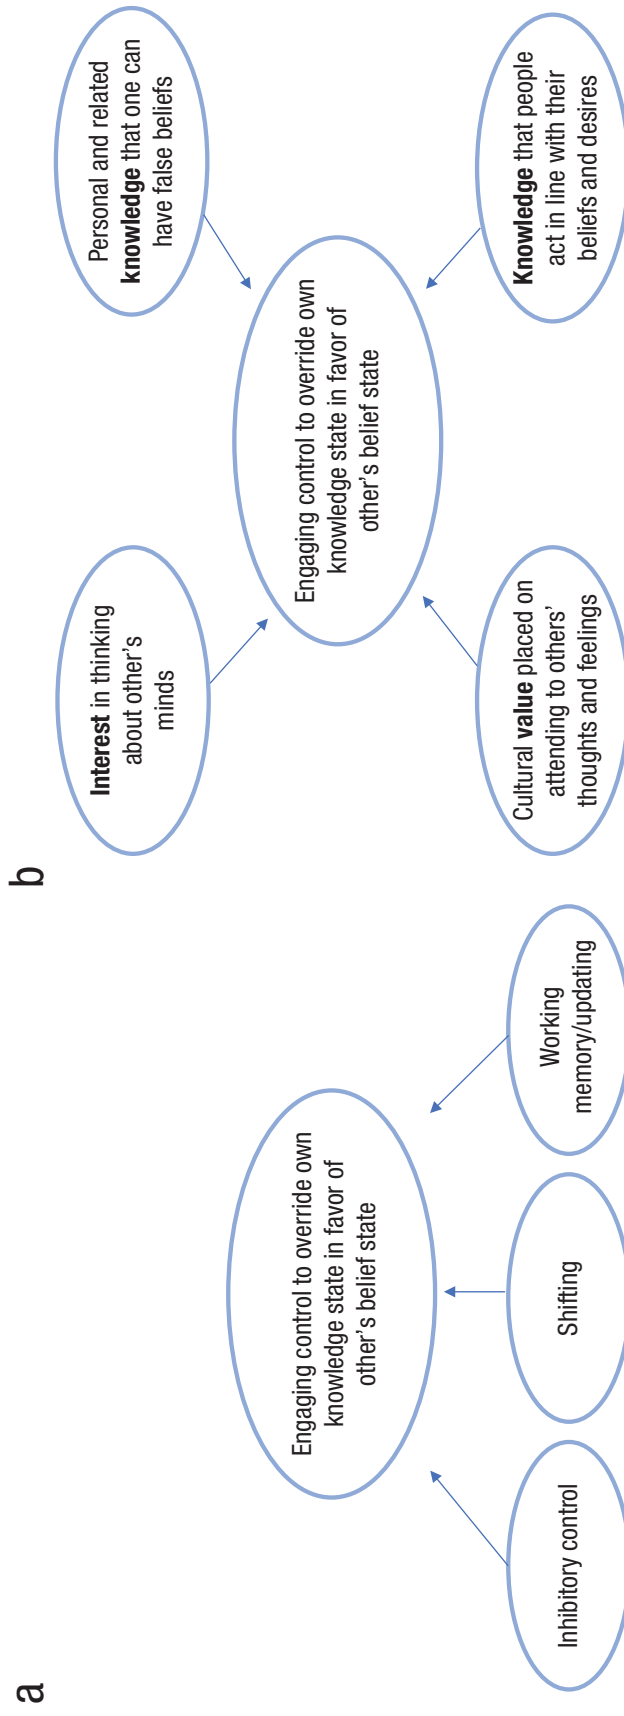 a
Engaging control to override own
knowledge state in favor of
other's belief state
Inhibitory control
Shifting
Working
memory/updating
b
Interest in thinking
about other's
minds
Personal and related
knowledge that one can
have false beliefs
Engaging control to override own
knowledge state in favor of
other's belief state
Cultural value placed on
attending to others'
thoughts and feelings
Knowledge that people
act in line with their
beliefs and desires